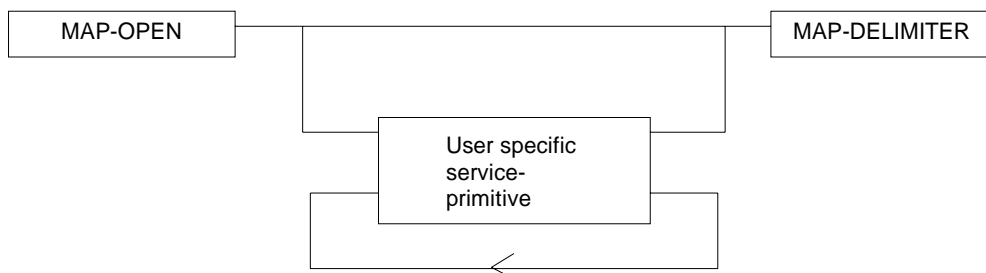 MAP-OPEN
MAP-DELIMITER
User specific
service-
primitive